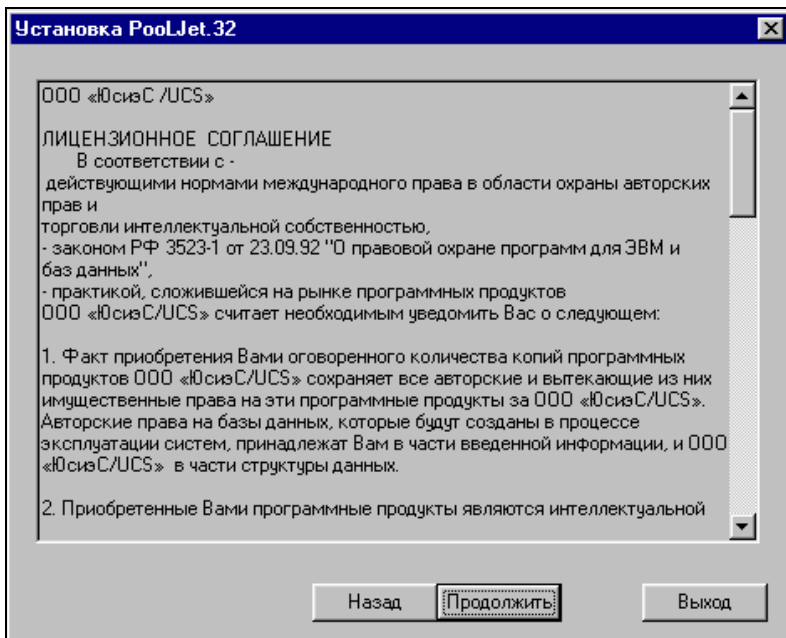 Установка PooLJet.32
ООО «ЮсиэС /UCS»
ЛИЦЕНЗИОННОЕ СОГЛАШЕНИЕ
В соответствии с -
действующими нормами международного права в области охраны авторских
прав и
торговли интеллектуальной собственностью,
- законом РФ 3523-1 от 23.09.92 "О правовой охране программ для ЭВМ и
баз данных",
- практикой, сложившейся на рынке программных продуктов
ООО «ЮсиэС/UCS» считает необходимым уведомить Вас о следующем:
1. Факт приобретения Вами оговоренного количества копий программных
продуктов ООО «ЮсиэС/UCS» сохраняет все авторские и вытекающие из них
имущественные права на эти программные продукты за ООО «ЮсиэС/UCS».
Авторские права на базы данных, которые будут созданы в процессе
эксплуатации систем, принадлежат Вам в части введенной информации, и ООО
«ЮсиэС/UCS» в части структуры данных.
2. Приобретенные Вами программные продукты являются интеллектуальной
Назад Продолжить Выход